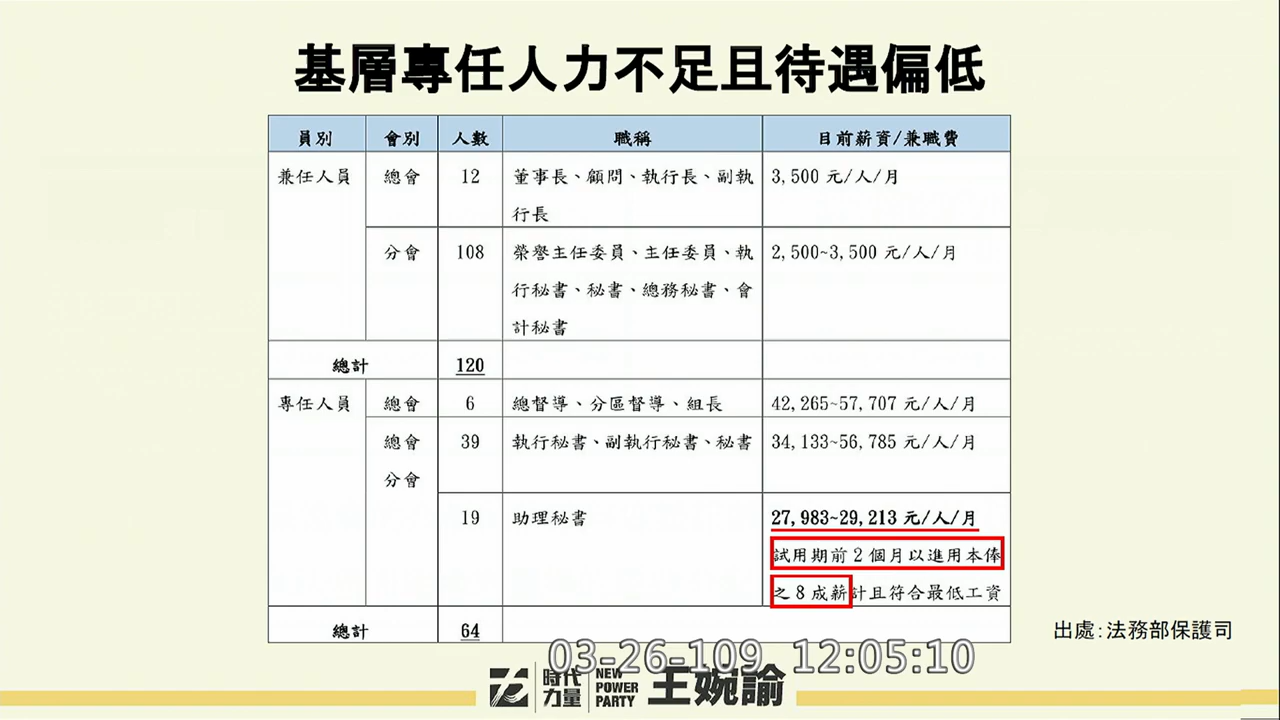 基層專任人力不足且待遇偏低
員別 會別 人數 職稱 目前薪資/兼職費
兼任人員 總會 12 董事長、顧問、執行長、副執 3,500 元/人/月
行長
分會 108 榮譽主任委員、主任委員、執 2,500~3,500 元/人/月
行秘書、秘書、總務秘書、會
計秘書
總計 120
專任人員 總會 6 總督導、分區督導、組長 42,265~57,707 元/人/月
總會 39 執行秘書、副執行秘書、秘書 34,133~56,785 元/人/月
分會
19 助理秘書 27,983~29,213 元/人/月
試用期前 2 個月以進用本俸
之 8 成薪計且符合最低工資
總計 64
出處:法務部保護司
03-26-109 12:05:10
時代 NEW
力量 POWER
PARTY
王婉諭